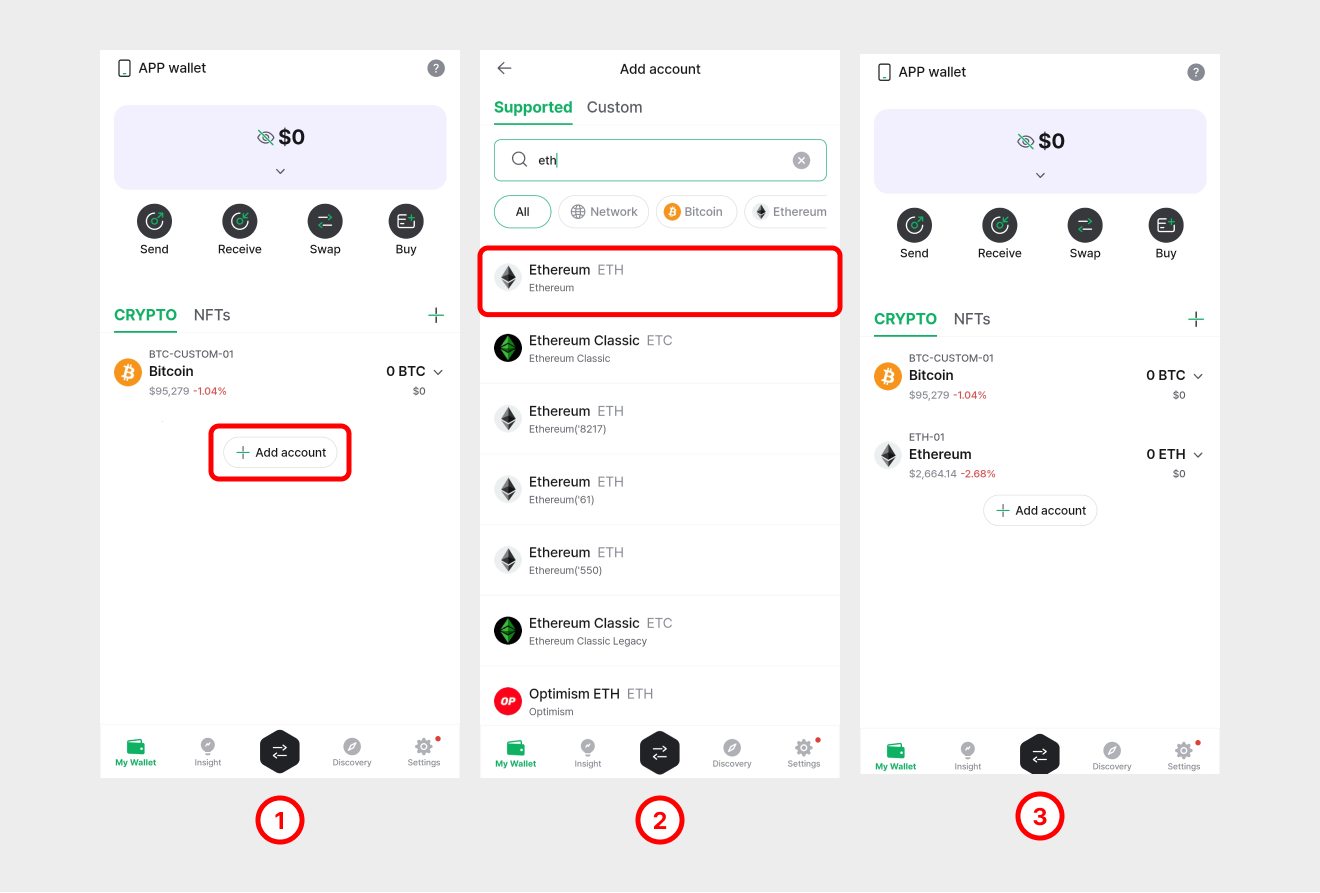 APP wallet ?
$0
Send Receive Swap Buy
CRYPTO NFTs
BTC-CUSTOM-01
Bitcoin 0 BTC
$95,279 -1.04% $0
Add account
My Wallet Insight Discovery Settings
1
Add account
Supported Custom
eth
All Network Bitcoin Ethereum
Ethereum ETH
Ethereum
Ethereum Classic ETC
Ethereum Classic
Ethereum ETH
Ethereum('8217)
Ethereum ETH
Ethereum('61)
Ethereum ETH
Ethereum('550)
Ethereum Classic ETC
Ethereum Classic Legacy
OP
Optimism ETH ETH
Optimism
My Wallet Insight Discovery Settings
2
APP wallet ?
$0
Send Receive Swap Buy
CRYPTO NFTs
BTC-CUSTOM-01
Bitcoin 0 BTC
$95,279 -1.04% $0
ETH-01
Ethereum 0 ETH
$2,664.14 -2.68% $0
Add account
My Wallet Insight Discovery Settings
3